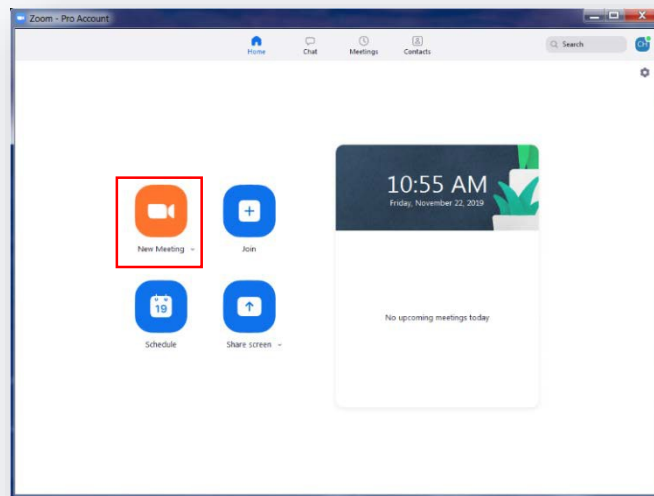 Zoom - Pro Account
Home
Chat
Meetings
Contacts
Search
CH
10:55 AM
Friday, November 22, 2019
New Meeting
Join
19
Schedule
Share screen
No upcoming meetings today